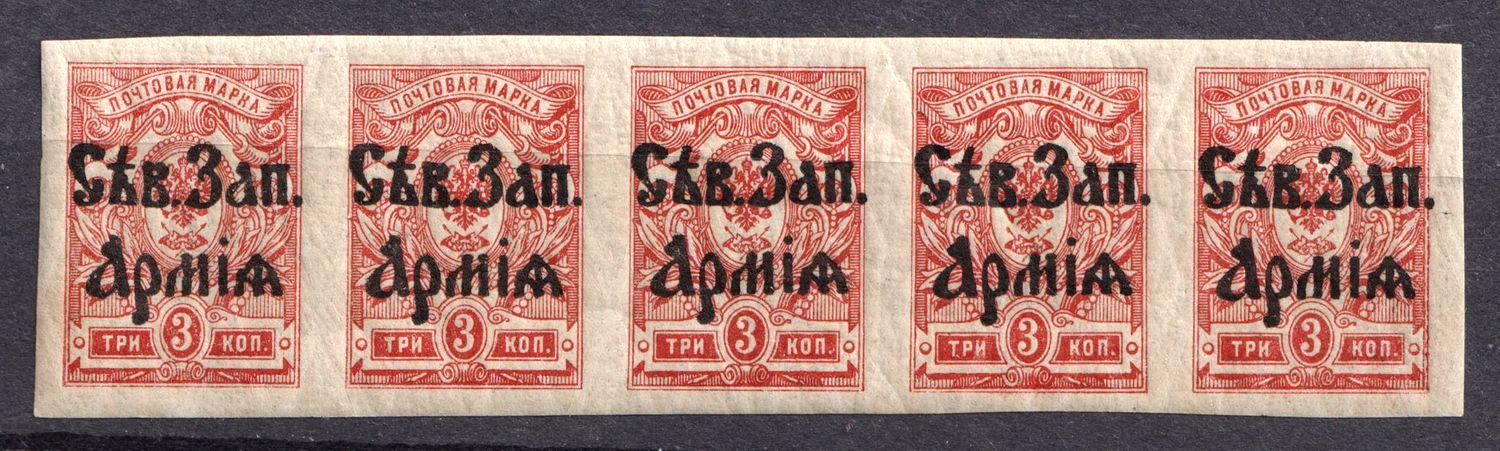 ПОЧТОВАЯ МАРКА ПОЧТОВАЯ МАРКА ПОЧТОВАЯ МАРКА ПОЧТОВАЯ МАРКА ПОЧТОВАЯ МАРКА
Сѣв. Зап. Сѣв. Зап. Сѣв. Зап. Сѣв. Зап. Сѣв. Зап.
Армія Армія Армія Армія Армія
ТРИ 3 КОП. ТРИ 3 КОП. ТРИ 3 КОП. ТРИ 3 КОП. ТРИ 3 КОП.